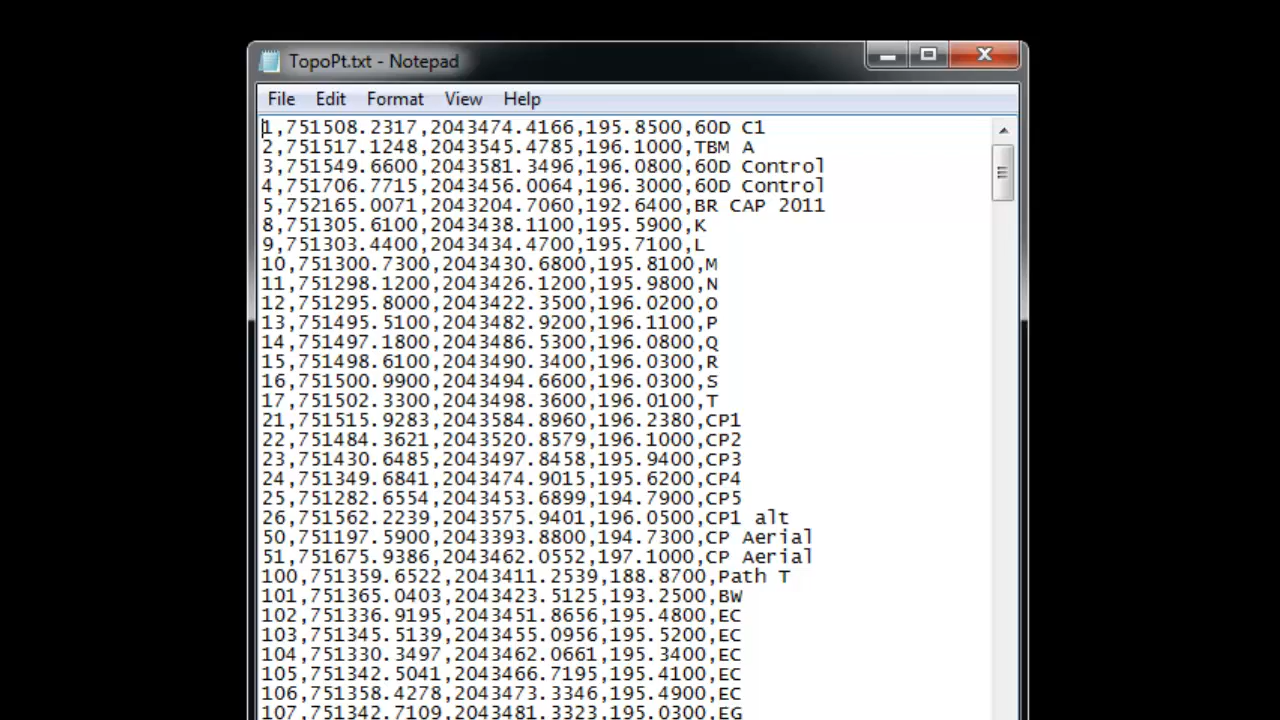 TopoPt.txt - Notepad
File Edit Format View Help
1,751508.2317,2043474.4166,195.8500,60D C1
2,751517.1248,2043545.4785,196.1000,TBM A
3,751549.6600,2043581.3496,196.0800,60D Control
4,751706.7715,2043456.0064,196.3000,60D Control
5,752165.0071,2043204.7060,192.6400,BR CAP 2011
8,751305.6100,2043438.1100,195.5900,K
9,751303.4400,2043434.4700,195.7100,L
10,751300.7300,2043430.6800,195.8100,M
11,751298.1200,2043426.1200,195.9800,N
12,751295.8000,2043422.3500,196.0200,O
13,751495.5100,2043482.9200,196.1100,P
14,751497.1800,2043486.5300,196.0800,Q
15,751498.6100,2043490.3400,196.0300,R
16,751500.9900,2043494.6600,196.0300,S
17,751502.3300,2043498.3600,196.0100,T
21,751515.9283,2043584.8960,196.2380,CP1
22,751484.3621,2043520.8579,196.1000,CP2
23,751430.6485,2043497.8458,195.9400,CP3
24,751349.6841,2043474.9015,195.6200,CP4
25,751282.6554,2043453.6899,194.7900,CP5
26,751562.2239,2043575.9401,196.0500,CP1 alt
50,751197.5900,2043393.8800,194.7300,CP Aerial
51,751675.9386,2043462.0552,197.1000,CP Aerial
100,751359.6522,2043411.2539,188.8700,Path T
101,751365.0403,2043423.5125,193.2500,BW
102,751336.9195,2043451.8656,195.4800,EC
103,751345.5139,2043455.0956,195.5200,EC
104,751330.3497,2043462.0661,195.3400,EC
105,751342.5041,2043466.7195,195.4100,EC
106,751358.4278,2043473.3346,195.4900,EC
107,751342.7109,2043481.3323,195.0300,EG